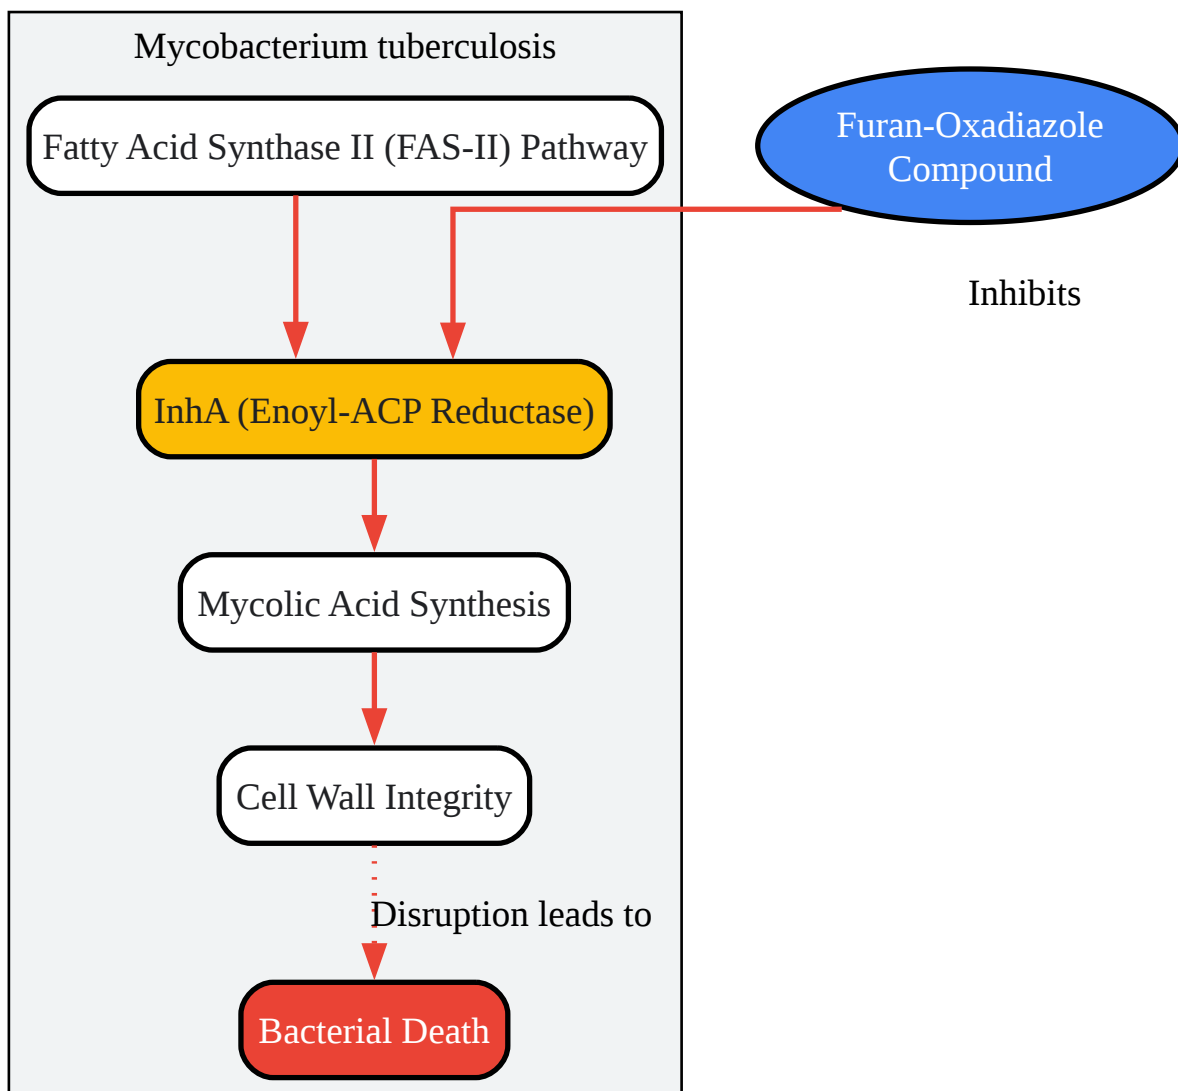 Mycobacterium tuberculosis
Fatty Acid Synthase II (FAS-II) Pathway
Furan-Oxadiazole
Compound
Inhibits
InhA (Enoyl-ACP Reductase)
Mycolic Acid Synthesis
Cell Wall Integrity
Disruption leads to
Bacterial Death